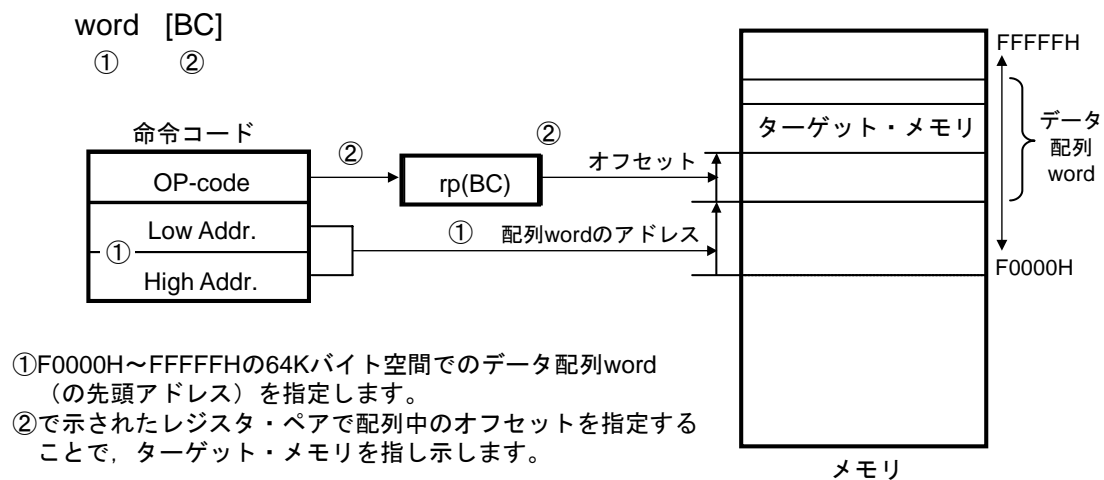 word [BC]
① ②
命令コード
OP-code
Low Addr.
①
High Addr.
②
rp(BC)
②
オフセット
① 配列wordのアドレス
FFFFFH
ターゲット・メモリ
データ
配列
word
F0000H
メモリ
①F0000H～FFFFFHの64Kバイト空間でのデータ配列word
（の先頭アドレス）を指定します。
②で示されたレジスタ・ペアで配列中のオフセットを指定する
ことで，ターゲット・メモリを指し示します。